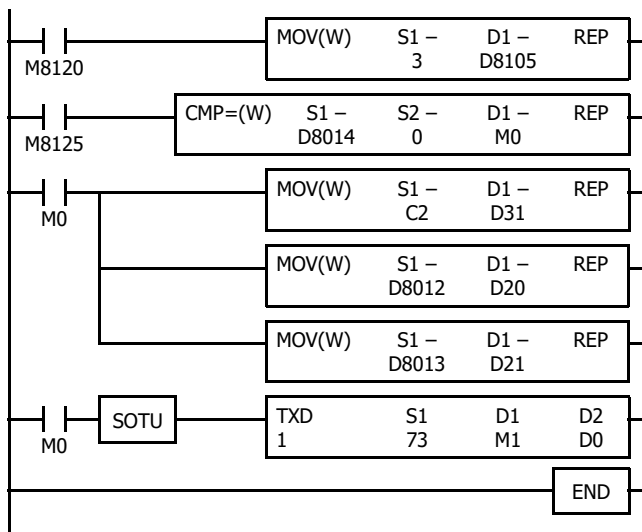 MOV(W) S1 – D1 – REP
3 D8105
M8120
CMP=(W) S1 – S2 – D1 – REP
D8014 0 M0
M8125
MOV(W) S1 – D1 – REP
C2 D31
M0
MOV(W) S1 – D1 – REP
D8012 D20
MOV(W) S1 – D1 – REP
D8013 D21
SOTU
TXD S1 D1 D2
1 73 M1 D0
M0
END